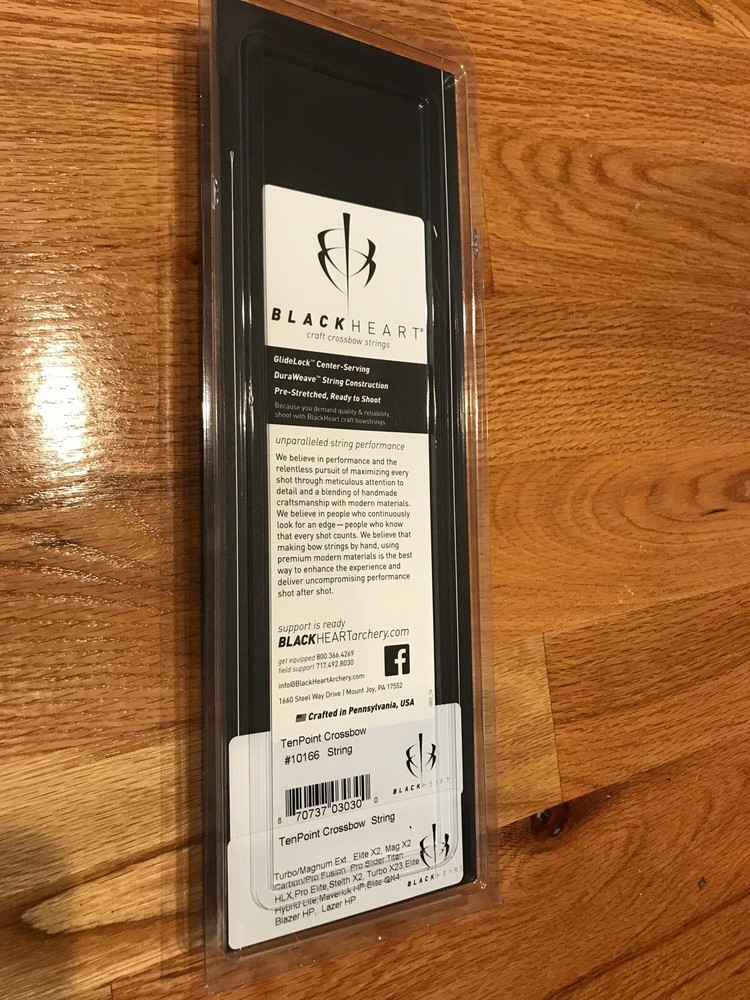 BLACKHEART®
craft crossbow strings
GlideLock™ Center-Serving
DuraWeave™ String Construction
Pre-Stretched, Ready to Shoot
Because you demand quality & reliability,
shoot with BlackHeart craft bowstrings.
unparalleled string performance
We believe in performance and the
relentless pursuit of maximizing every
shot through meticulous attention to
detail and a blending of handmade
craftsmanship with modern materials.
We believe in people who continuously
look for an edge — people who know
that every shot counts. We believe that
making bow strings by hand, using
premium modern materials is the best
way to enhance the experience and
deliver uncompromising performance
shot after shot.
support is ready
BLACKHEARTarchery.com
get equipped 800.366.4269
field support 717.492.8030
info@BlackHeartArchery.com
1660 Steel Way Drive | Mount Joy, PA 17552
Crafted in Pennsylvania, USA
TenPoint Crossbow
#10166 String
BLACKHEART
8 70737 03030 0
TenPoint Crossbow String
Turbo/Magnum Ext., Elite X2, Mag X2
Carbon/Pro Fusion, Pro Slider Titan
HLX,Pro Elite,Stelth X2, Turbo X23,Elite
Hybrid Lite,Maverick HP,Elite QX4,
Blazer HP, Lazer HP
BLACKHEART